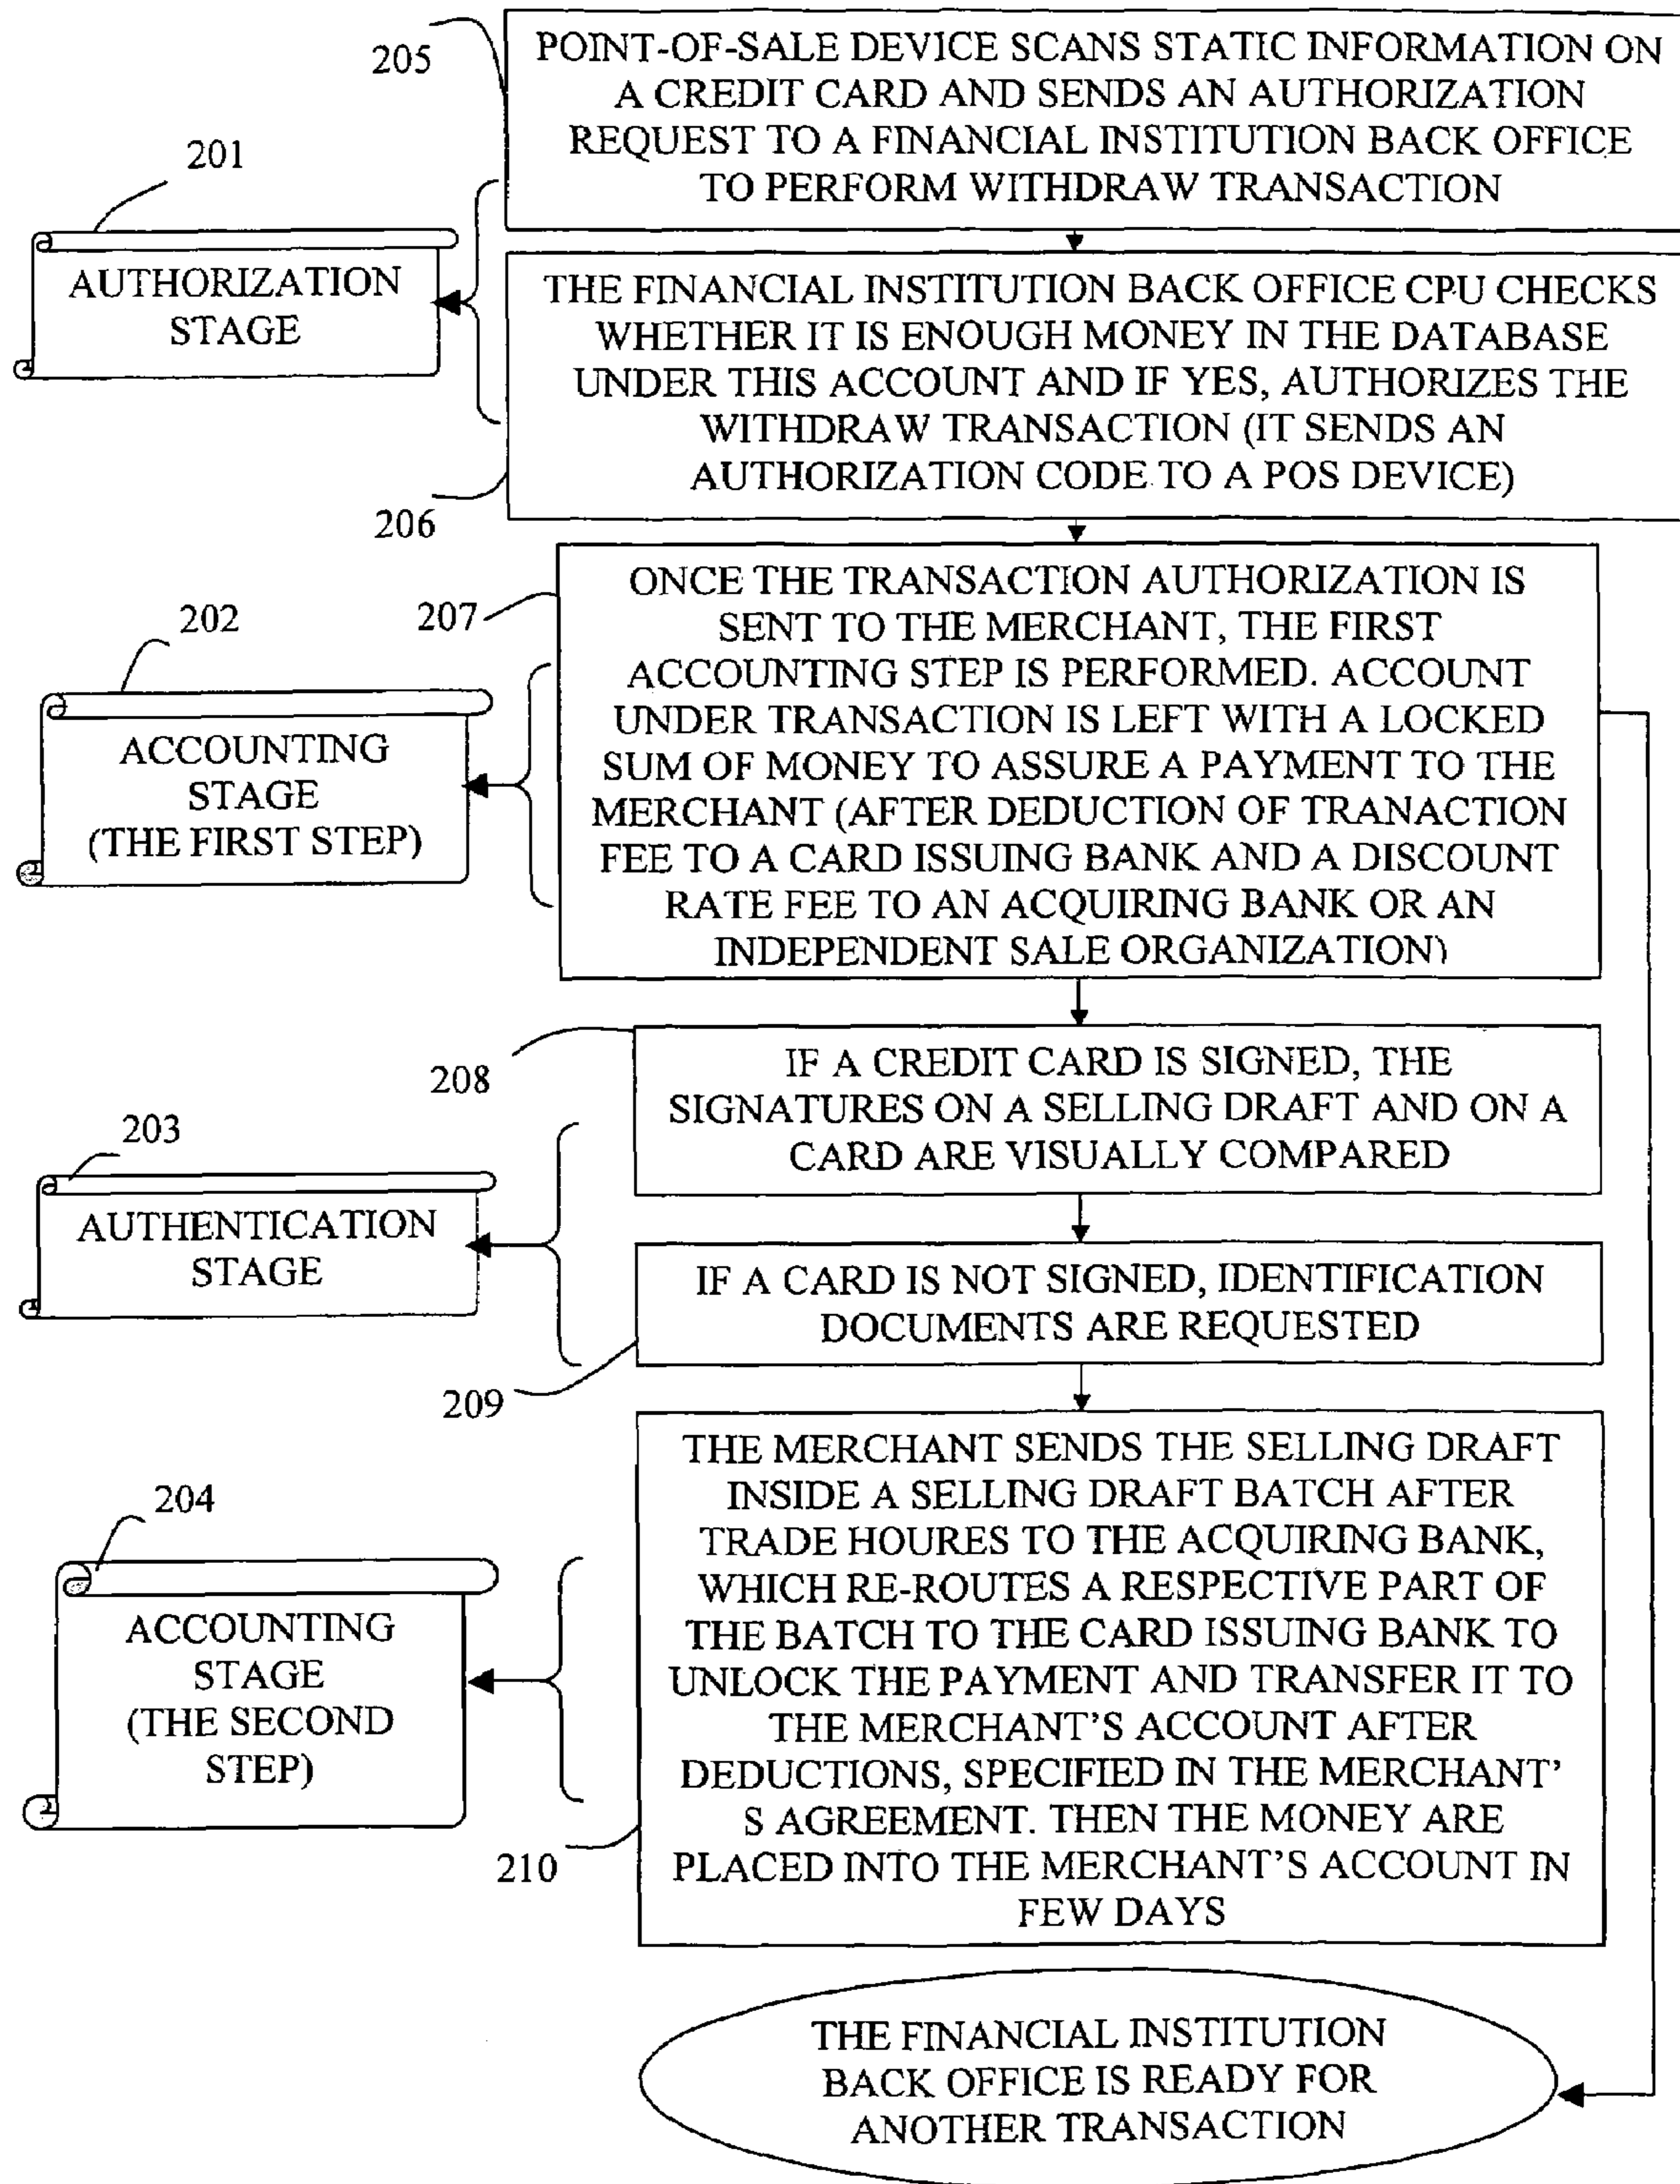 205
POINT-OF-SALE DEVICE SCANS STATIC INFORMATION ON
A CREDIT CARD AND SENDS AN AUTHORIZATION
REQUEST TO A FINANCIAL INSTITUTION BACK OFFICE
TO PERFORM WITHDRAW TRANSACTION
201
AUTHORIZATION
STAGE
THE FINANCIAL INSTITUTION BACK OFFICE CPU CHECKS
WHETHER IT IS ENOUGH MONEY IN THE DATABASE
UNDER THIS ACCOUNT AND IF YES, AUTHORIZES THE
WITHDRAW TRANSACTION (IT SENDS AN
AUTHORIZATION CODE TO A POS DEVICE)
206
207
ONCE THE TRANSACTION AUTHORIZATION IS
SENT TO THE MERCHANT, THE FIRST
ACCOUNTING STEP IS PERFORMED. ACCOUNT
UNDER TRANSACTION IS LEFT WITH A LOCKED
SUM OF MONEY TO ASSURE A PAYMENT TO THE
MERCHANT (AFTER DEDUCTION OF TRANACTION
FEE TO A CARD ISSUING BANK AND A DISCOUNT
RATE FEE TO AN ACQUIRING BANK OR AN
INDEPENDENT SALE ORGANIZATION)
202
ACCOUNTING
STAGE
(THE FIRST STEP)
208
IF A CREDIT CARD IS SIGNED, THE
SIGNATURES ON A SELLING DRAFT AND ON A
CARD ARE VISUALLY COMPARED
203
AUTHENTICATION
STAGE
IF A CARD IS NOT SIGNED, IDENTIFICATION
DOCUMENTS ARE REQUESTED
209
THE MERCHANT SENDS THE SELLING DRAFT
INSIDE A SELLING DRAFT BATCH AFTER
TRADE HOURES TO THE ACQUIRING BANK,
WHICH RE-ROUTES A RESPECTIVE PART OF
THE BATCH TO THE CARD ISSUING BANK TO
UNLOCK THE PAYMENT AND TRANSFER IT TO
THE MERCHANT'S ACCOUNT AFTER
DEDUCTIONS, SPECIFIED IN THE MERCHANT'
S AGREEMENT. THEN THE MONEY ARE
PLACED INTO THE MERCHANT'S ACCOUNT IN
FEW DAYS
204
ACCOUNTING
STAGE
(THE SECOND
STEP)
210
THE FINANCIAL INSTITUTION
BACK OFFICE IS READY FOR
ANOTHER TRANSACTION